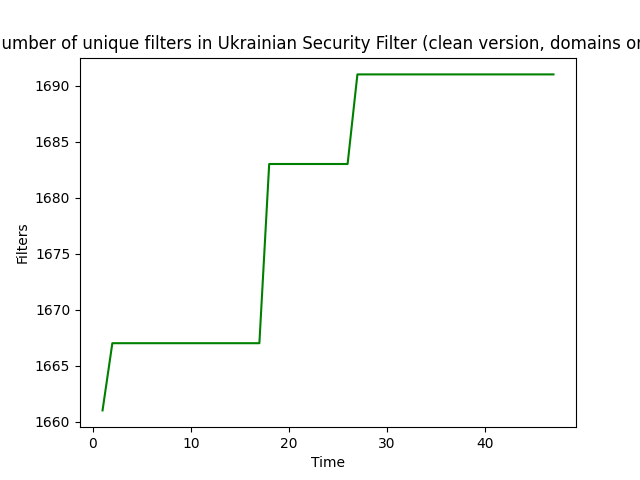 umber of unique filters in Ukrainian Security Filter (clean version, domains or
1690
1685
1680
1675
1670
1665
1660
Filters
0 10 20 30 40
Time